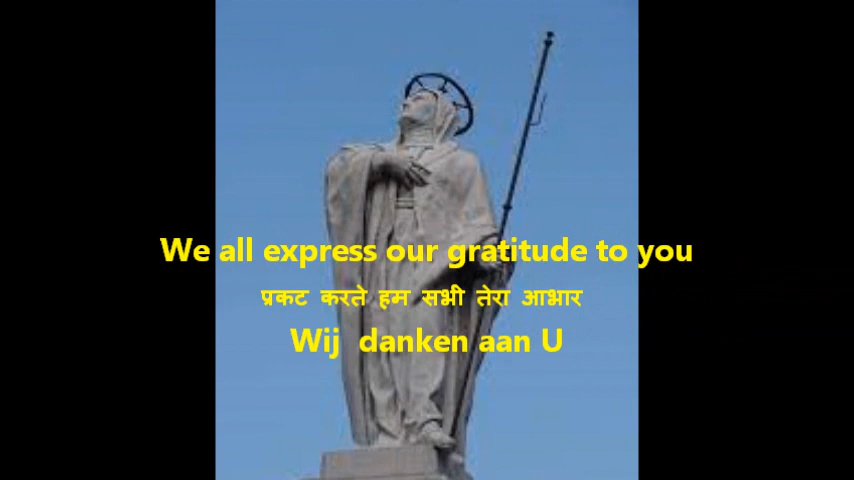 We all express our gratitude to you
प्रकट करते हम सभी तेरा आभार
Wij danken aan U